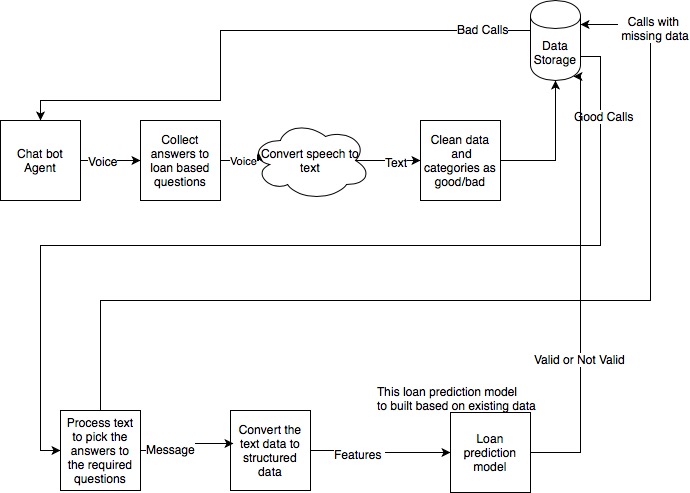 Bad Calls
Data
Storage
Calls with
missing data
Good Calls
Chat bot
Agent
Voice
Collect
answers to
loan based
questions
Voice
Convert speech to
text
Text
Clean data
and
categories as
good/bad
Valid or Not Valid
This loan prediction model
to built based on existing data
Process text
to pick the
answers to
the required
questions
Message
Convert the
text data to
structured
data
Features
Loan
prediction
model